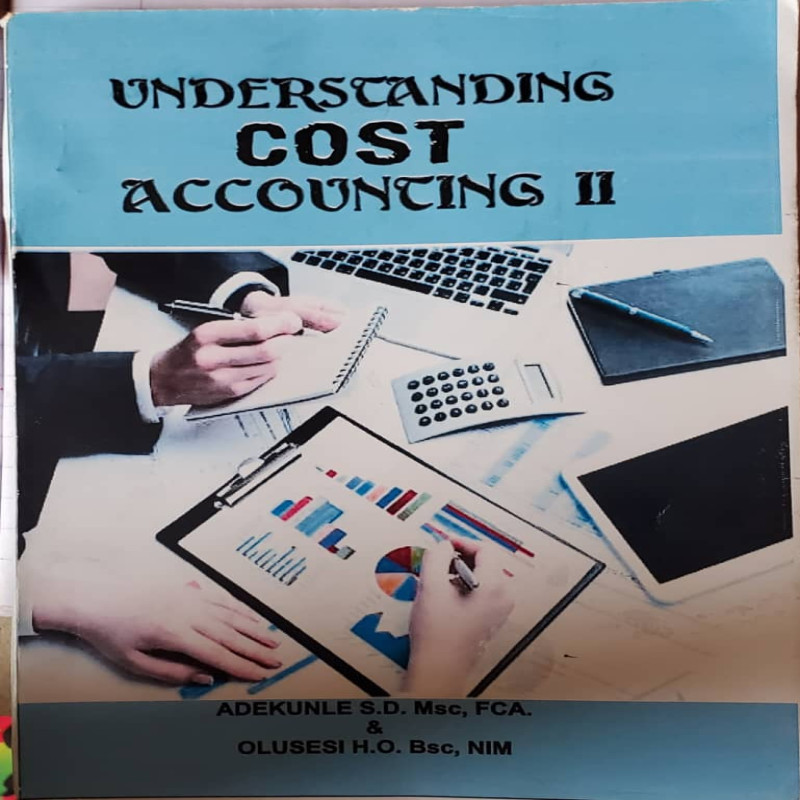 UNDERSTANDING
COST
ACCOUNTING II
ADEKUNLE S.D. Msc, FCA.
&
OLUSESI H.O. Bsc, NIM